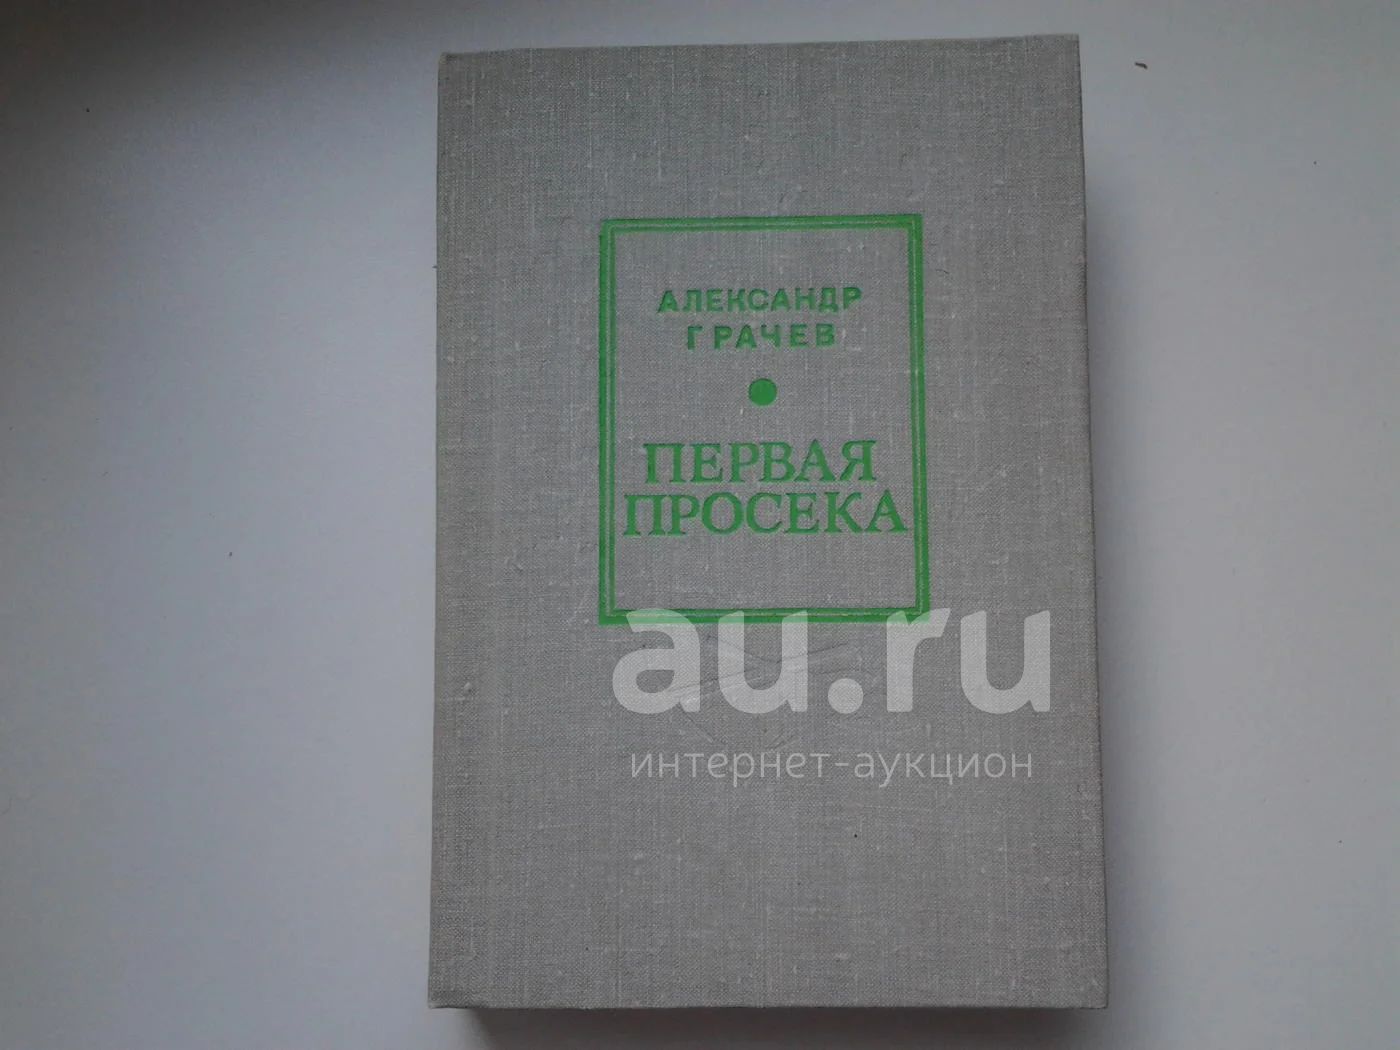 АЛЕКСАНДР
ГРАЧЕВ
ПЕРВАЯ
ПРОСЕКА
au.ru
интернет-аукцион